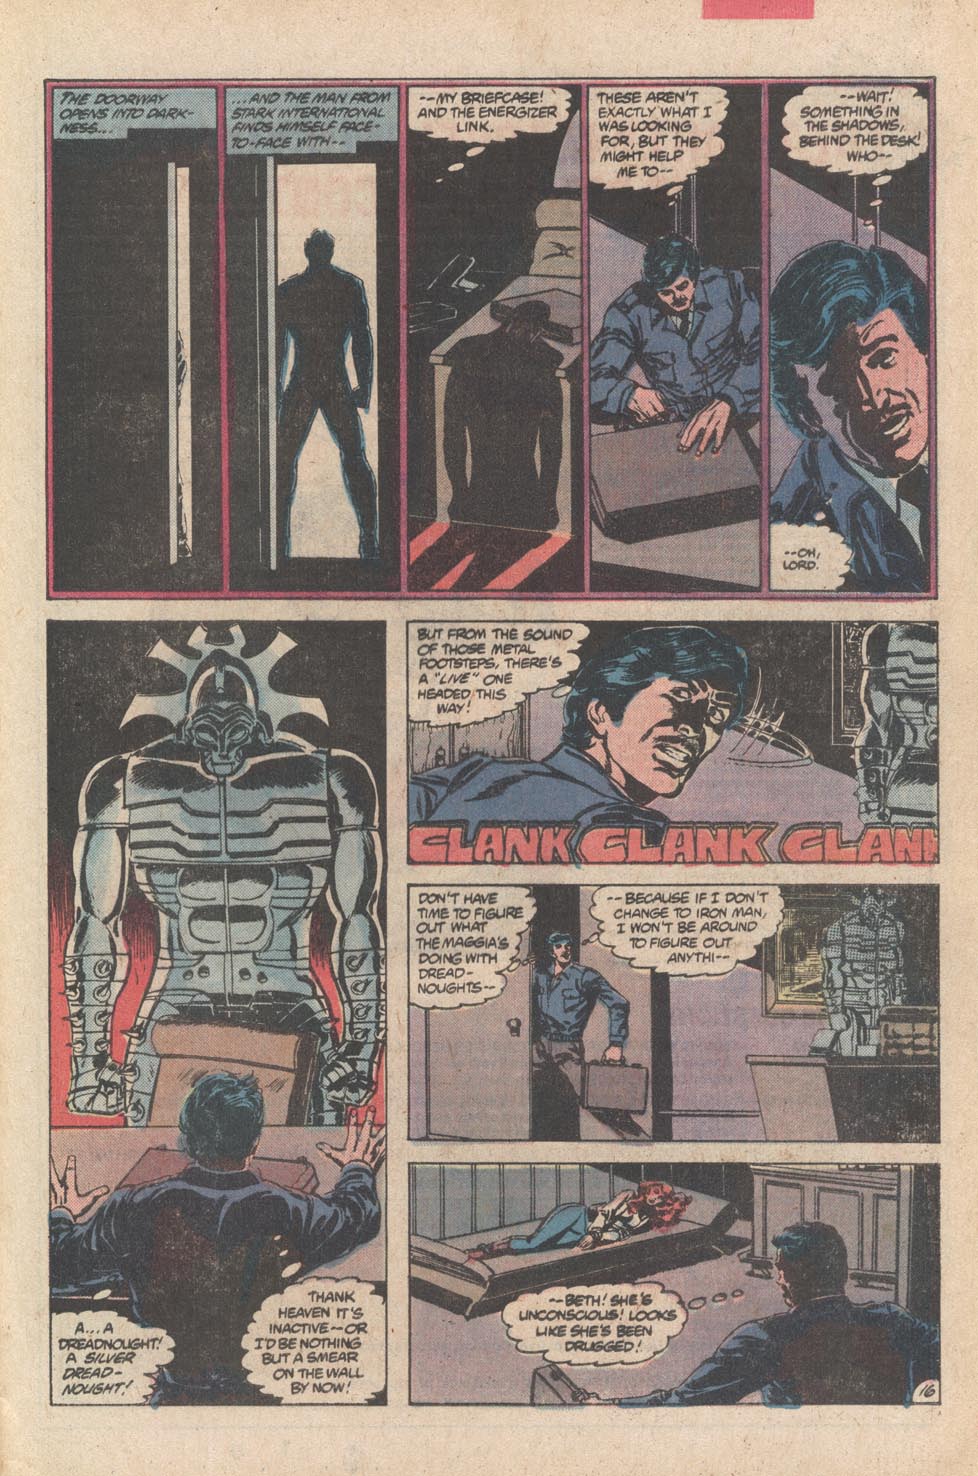 THE DOORWAY
OPENS INTO DARK-
NESS...
...AND THE MAN FROM
STARK INTERNATIONAL
FINDS HIMSELF FACE-
TO-FACE WITH--
--MY BRIEFCASE!
AND THE ENERGIZER
LINK.
THESE AREN'T
EXACTLY WHAT I
WAS LOOKING
FOR, BUT THEY
MIGHT HELP
ME TO--
--WAIT!
SOMETHING IN
THE SHADOWS,
BEHIND THE DESK!
WHO--
--OH,
LORD.
A...A
DREADNOUGHT!
A SILVER
DREAD-
NOUGHT!
THANK
HEAVEN IT'S
INACTIVE--OR
I'D BE NOTHING
BUT A SMEAR
ON THE WALL
BY NOW!
BUT FROM THE SOUND
OF THOSE METAL
FOOTSTEPS, THERE'S
A "LIVE" ONE
HEADED THIS
WAY!
CLANK CLANK CLANK
DON'T HAVE
TIME TO FIGURE
OUT WHAT
THE MAGGIA'S
DOING WITH
DREAD-
NOUGHTS--
--BECAUSE IF I DON'T
CHANGE TO IRON MAN,
I WON'T BE AROUND
TO FIGURE OUT
ANYTHI--
--BETH! SHE'S
UNCONSCIOUS! LOOKS
LIKE SHE'S BEEN
DRUGGED!
16